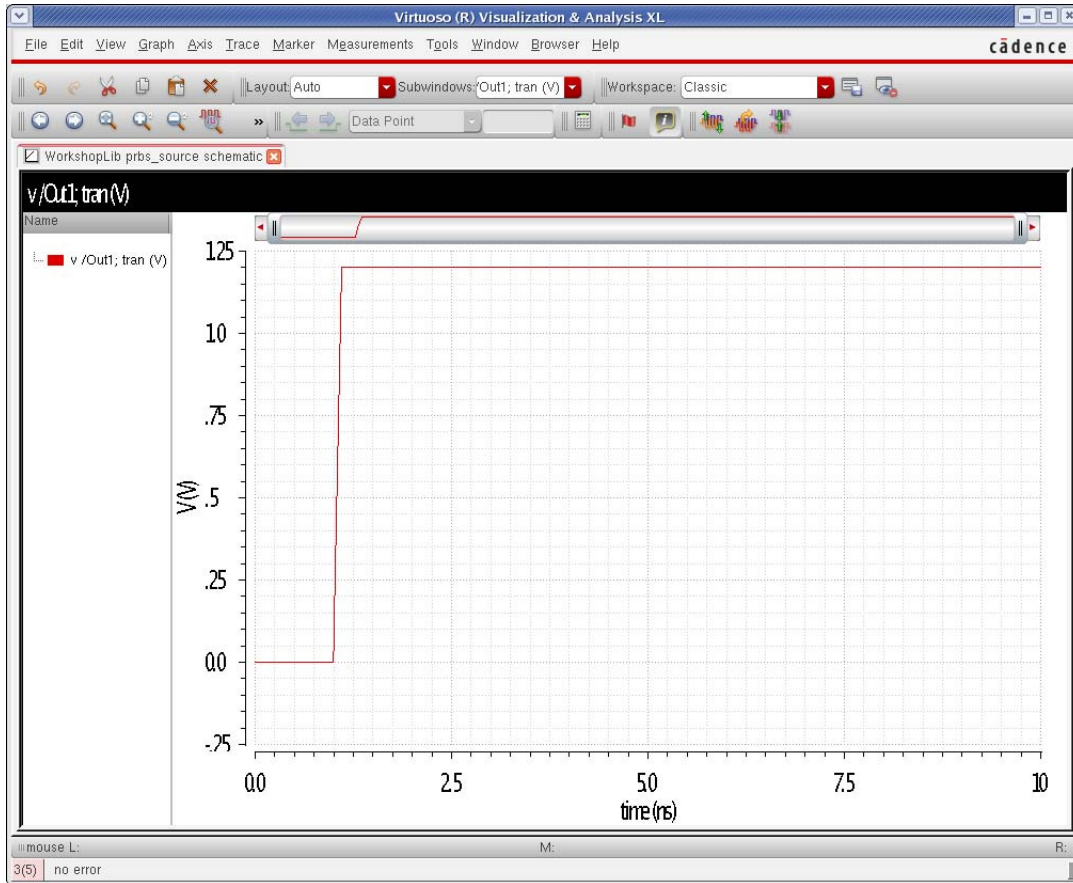 Virtuoso (R) Visualization & Analysis XL
File Edit View Graph Axis Trace Marker Measurements Tools Window Browser Help
cādence
Layout: Auto Subwindows: 'Out1; tran (V) Workspace: Classic
» Data Point
WorkshopLib prbs_source schematic
v /Out1; tran (V)
Name
v /Out1; tran (V)
1.25
1.0
.75
.5
.25
0.0
-.75
V (V)
0.0 2.5 5.0 7.5 10
time (ns)
mouse L: M: R:
3(5) no error